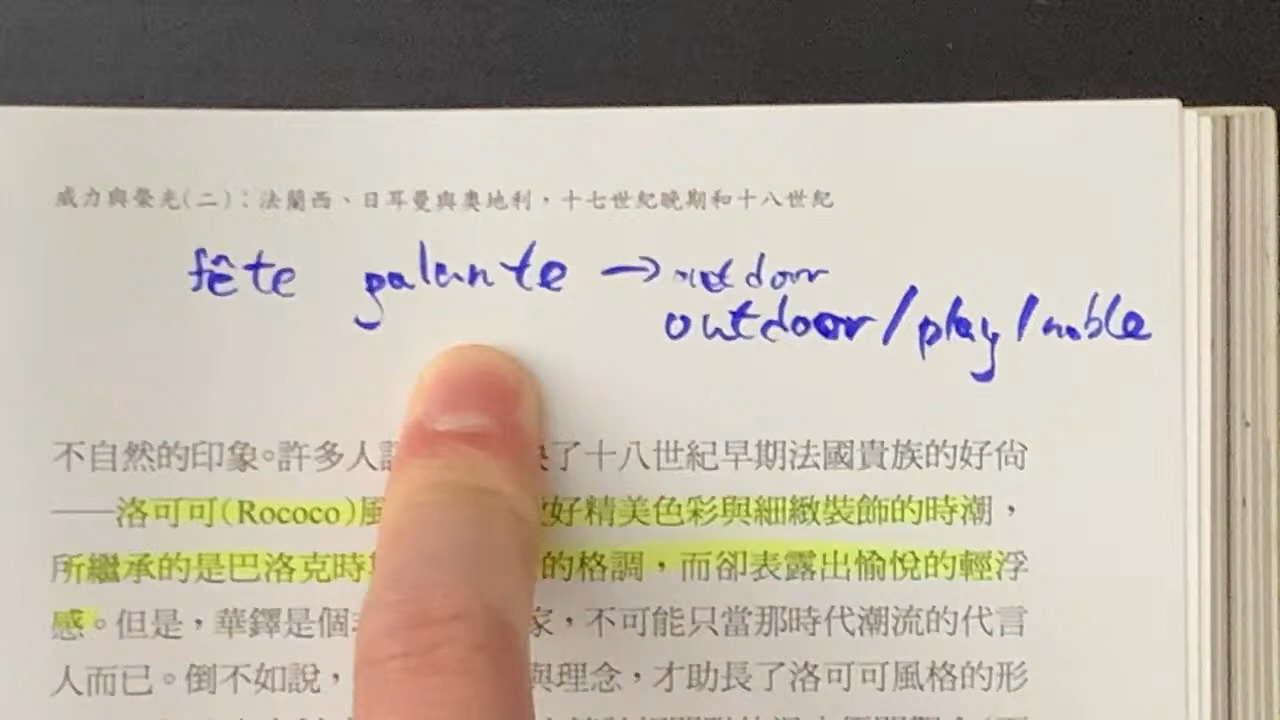 威力與榮光(二)：法蘭西、日耳曼與奧地利，十七世紀晚期和十八世紀
fête galante → outdoor
outdoor/play/noble
不自然的印象。許多人 了十八世紀早期法國貴族的好尚
——洛可可(Rococo)風 好精美色彩與細緻裝飾的時潮，
所繼承的是巴洛克時 的格調，而卻表露出愉悅的輕浮
感。但是，華鐸是個 家，不可能只當那時代潮流的代言
人而已。倒不如說， 與理念，才助長了洛可可風格的形